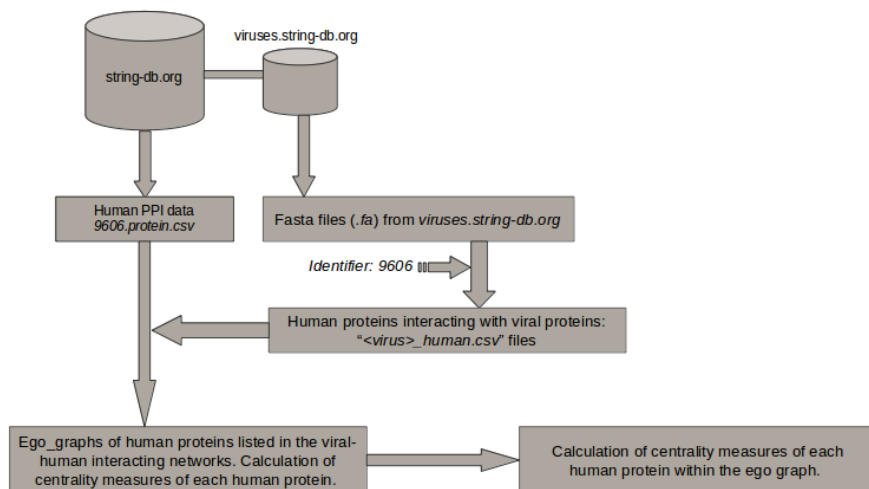 viruses.string-db.org
string-db.org
Human PPI data
9606.protein.csv
Fasta files (.fa) from viruses.string-db.org
Identifier: 9606
Human proteins interacting with viral proteins:
“<virus>_human.csv” files
Ego_graphs of human proteins listed in the viral-
human interacting networks. Calculation of
centrality measures of each human protein.
Calculation of centrality measures of each
human protein within the ego graph.